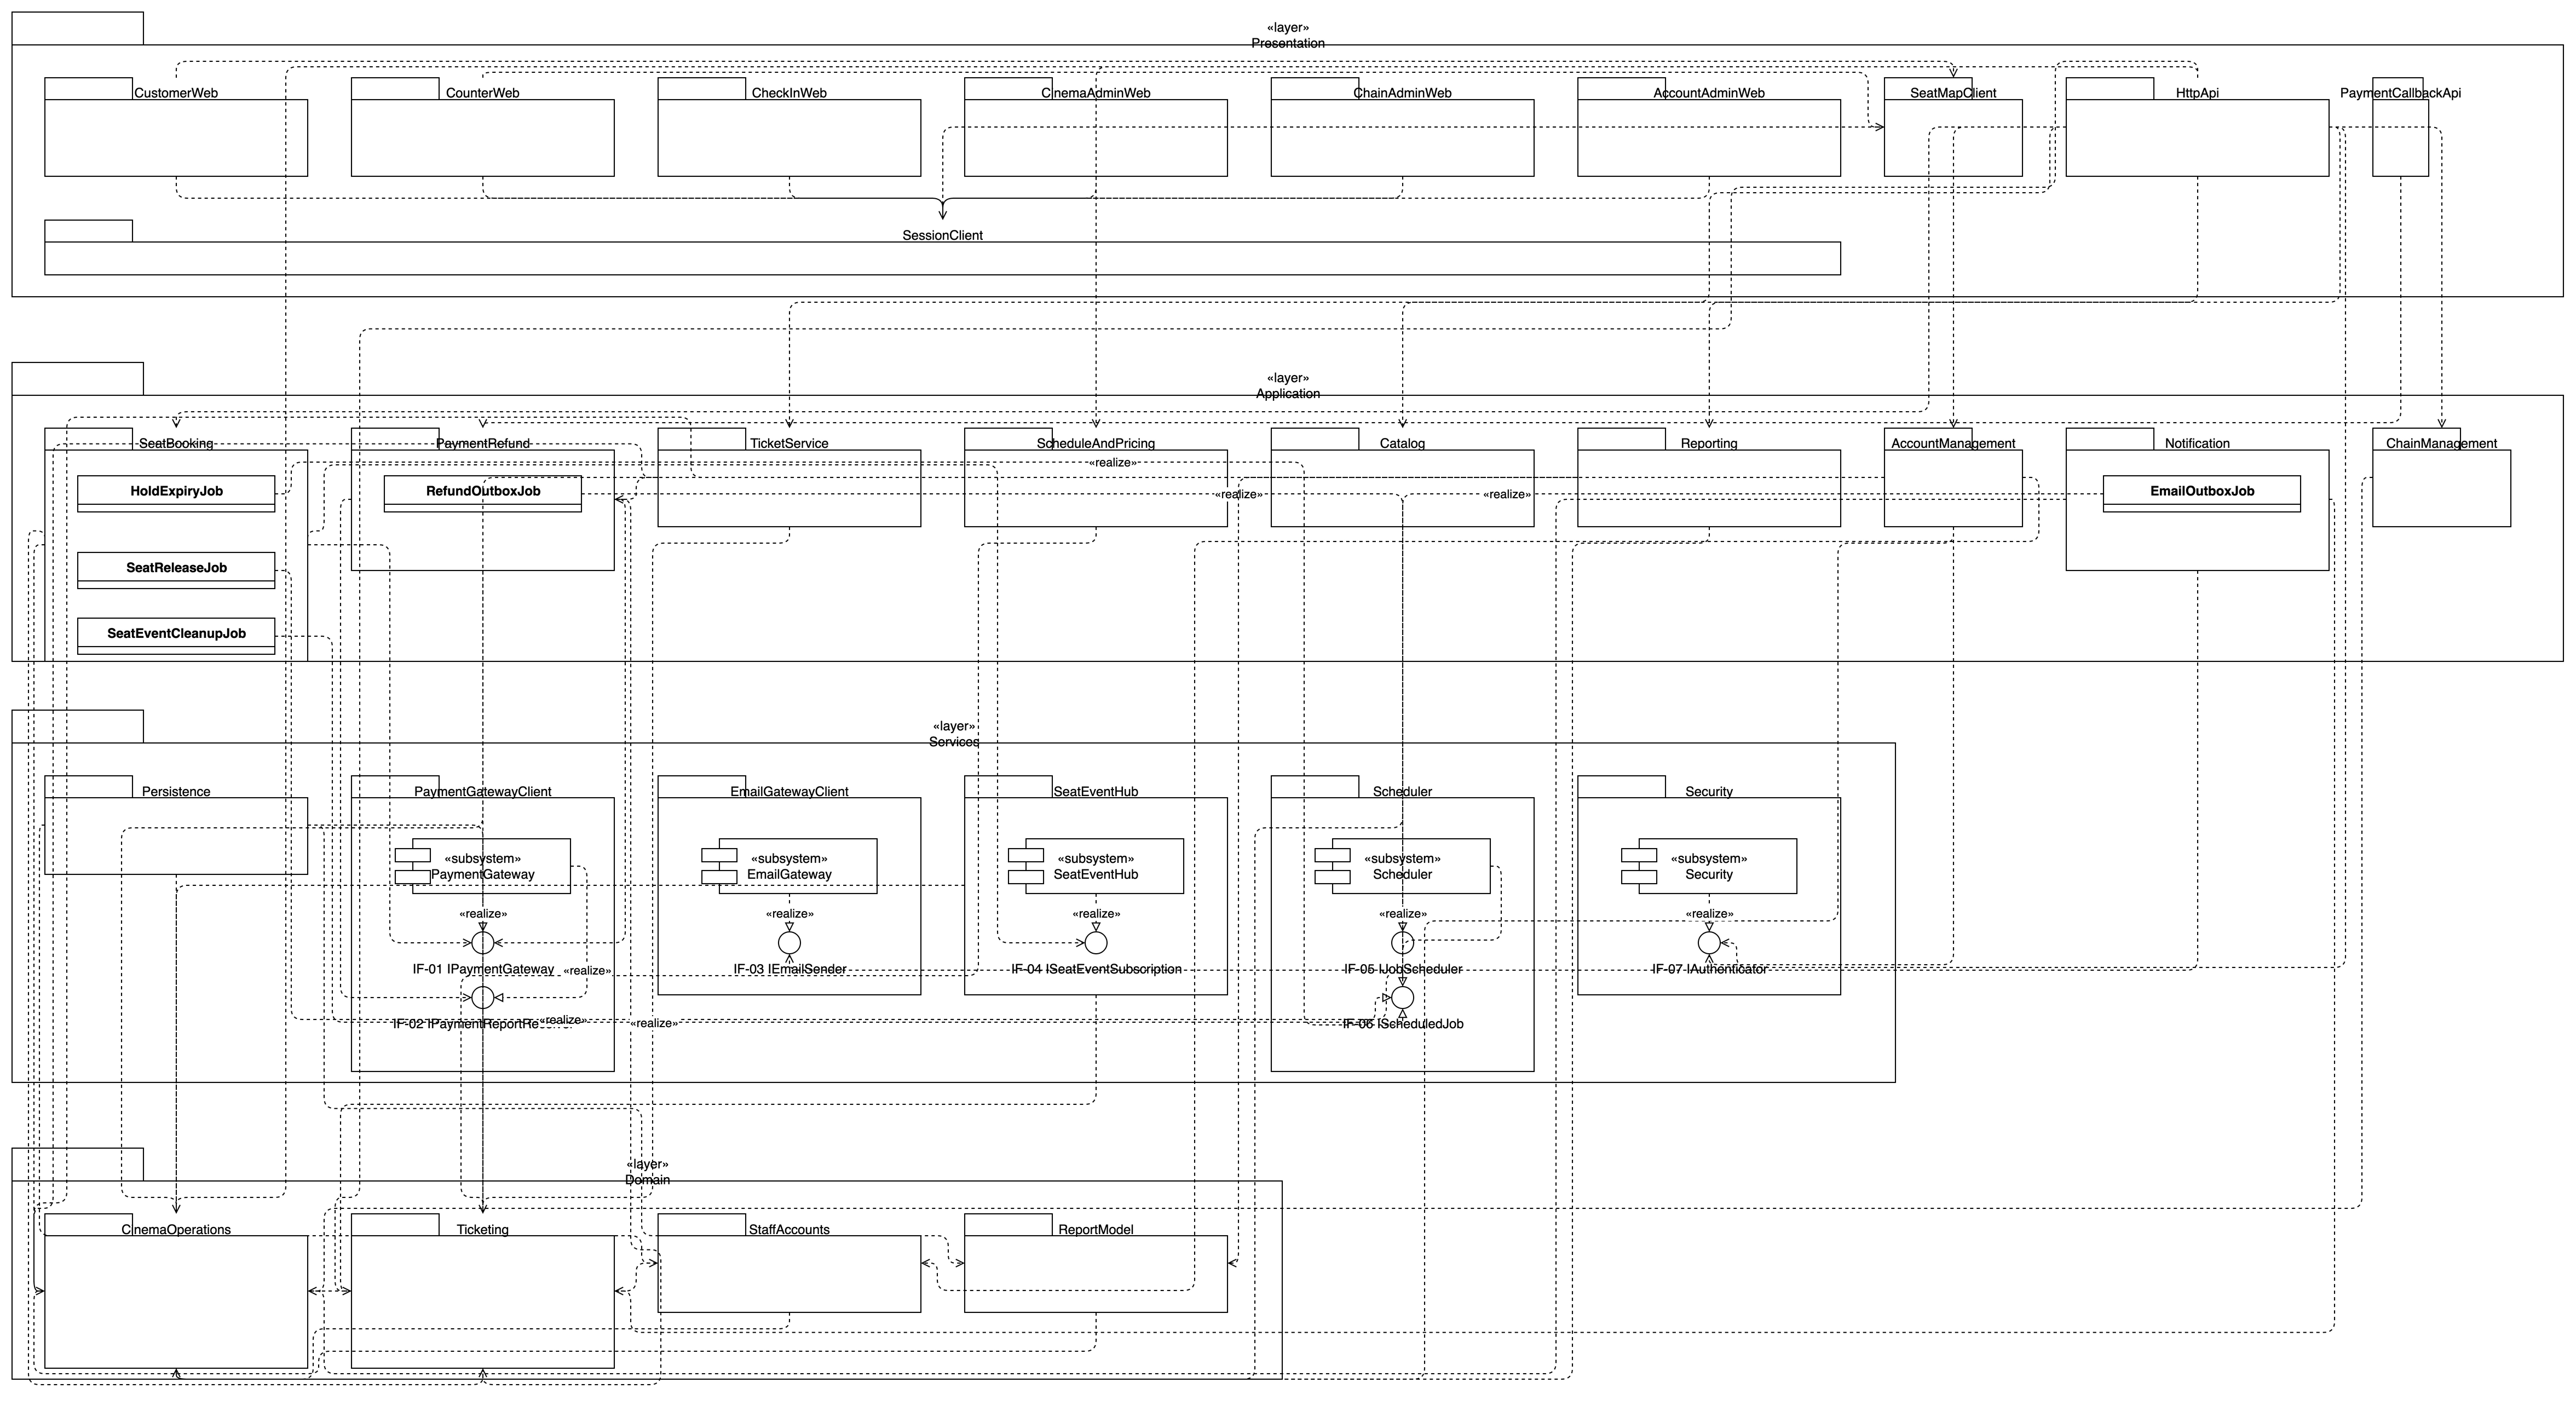 «layer»
Presentation
CustomerWeb
CounterWeb
CheckInWeb
CinemaAdminWeb
ChainAdminWeb
AccountAdminWeb
SeatMapClient
HttpApi
PaymentCallbackApi
SessionClient
«layer»
Application
SeatBooking
PaymentRefund
TicketService
ScheduleAndPricing
Catalog
Reporting
AccountManagement
Notification
ChainManagement
«realize»
HoldExpiryJob
RefundOutboxJob
«realize»
«realize»
EmailOutboxJob
SeatReleaseJob
SeatEventCleanupJob
«layer»
Services
Persistence
PaymentGatewayClient
EmailGatewayClient
SeatEventHub
Scheduler
Security
«subsystem»
PaymentGateway
«subsystem»
EmailGateway
«subsystem»
SeatEventHub
«subsystem»
Scheduler
«subsystem»
Security
«realize»
«realize»
«realize»
«realize»
«realize»
IF-01 IPaymentGateway
«realize»
IF-03 IEmailSender
IF-04 ISeatEventSubscription
IF-05 IJobScheduler
IF-07 IAuthenticator
IF-02 IPaymentReportRe
«realize»
«realize»
IF-06 IScheduledJob
«layer»
Domain
CinemaOperations
Ticketing
StaffAccounts
ReportModel